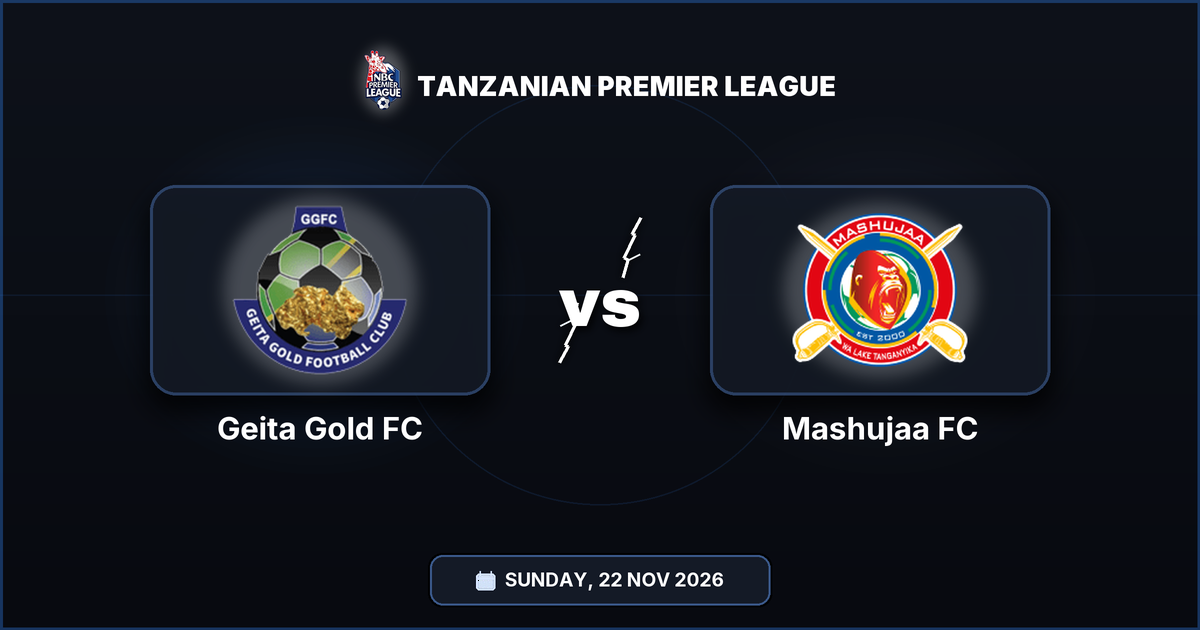 NBC
PREMIER
LEAGUE
TANZANIAN PREMIER LEAGUE
GGFC
GEITA GOLD FOOTBALL CLUB
VS
MASHUJAA
EST 2000
WA LAKE TANGANYIKA
Geita Gold FC
Mashujaa FC
SUNDAY, 22 NOV 2026